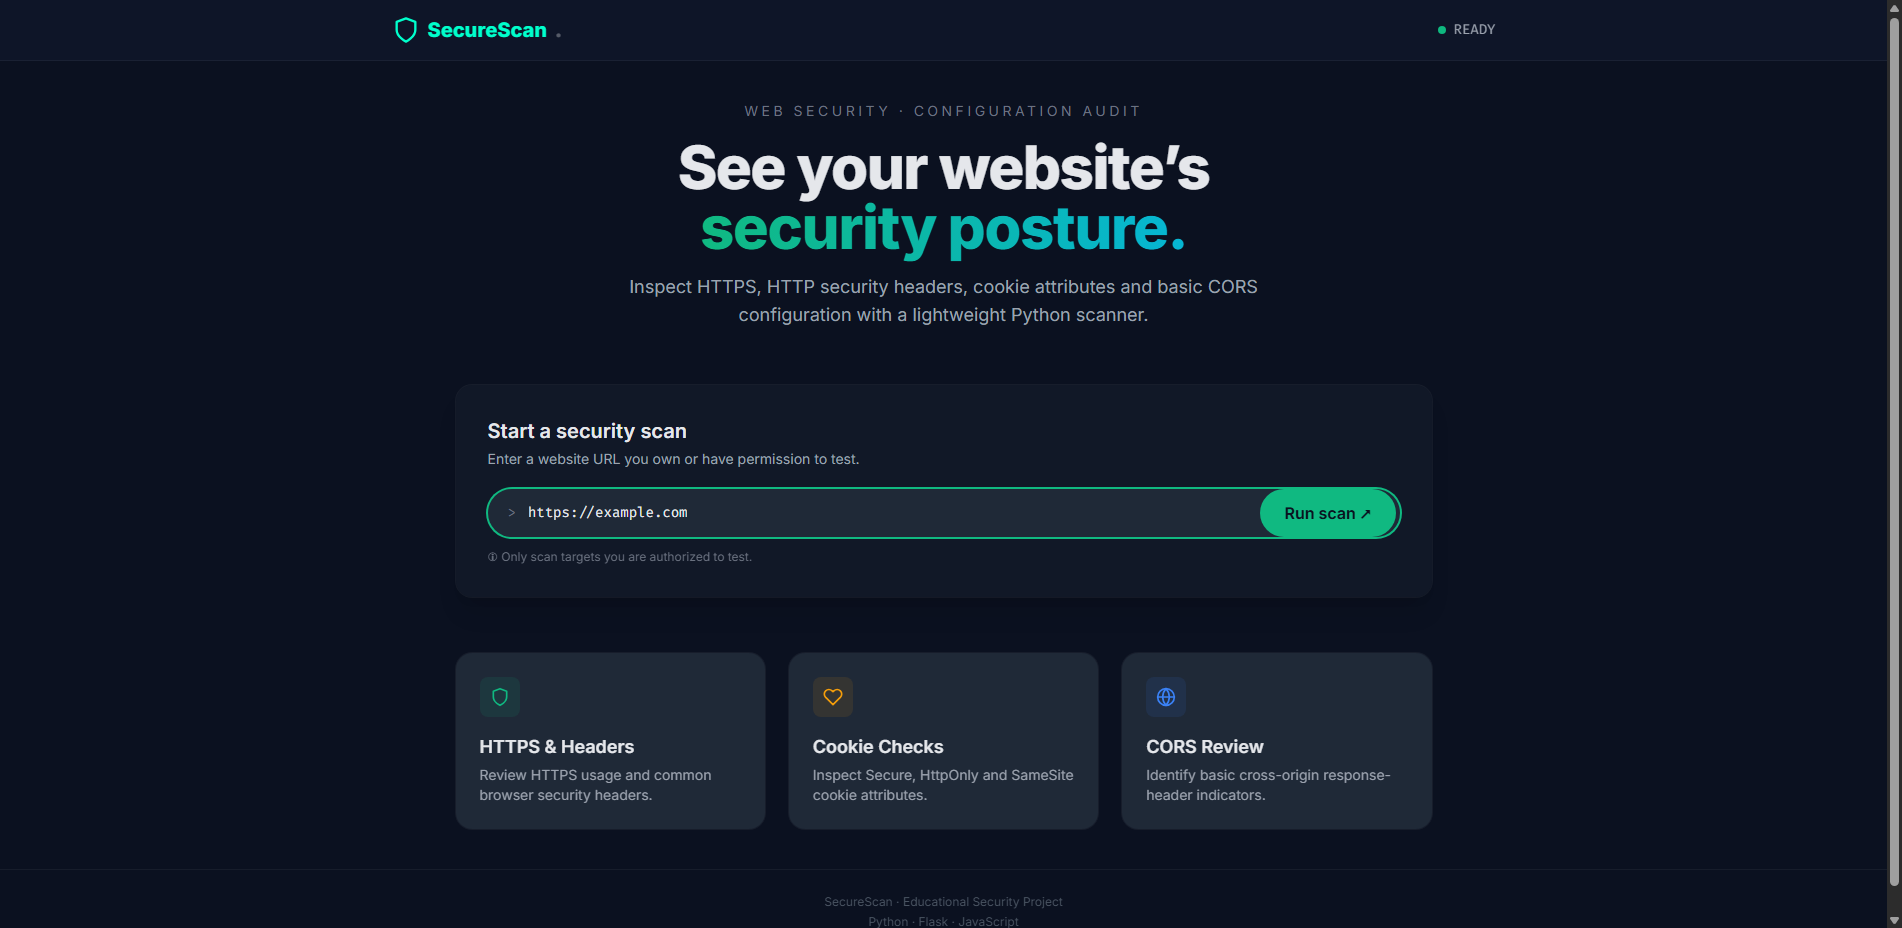 SecureScan .
READY
WEB SECURITY · CONFIGURATION AUDIT
See your website’s
security posture.
Inspect HTTPS, HTTP security headers, cookie attributes and basic CORS
configuration with a lightweight Python scanner.
Start a security scan
Enter a website URL you own or have permission to test.
> https://example.com
Run scan ↗
ⓘ Only scan targets you are authorized to test.
HTTPS & Headers
Review HTTPS usage and common
browser security headers.
Cookie Checks
Inspect Secure, HttpOnly and SameSite
cookie attributes.
CORS Review
Identify basic cross-origin response-
header indicators.
SecureScan · Educational Security Project
Python · Flask · JavaScript